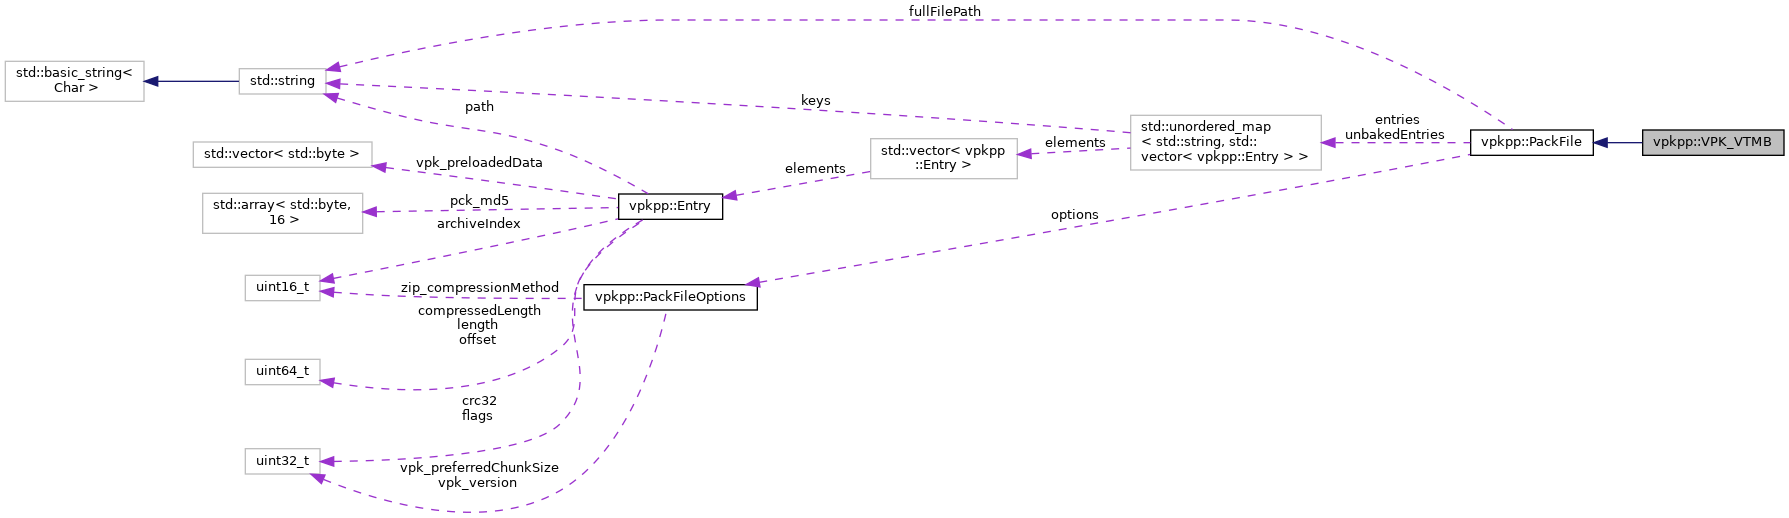 fullFilePath
std::basic_string<
Char >
std::string
keys
path
std::unordered_map
< std::string, std::
vector< vpkpp::Entry > >
entries
unbakedEntries
vpkpp::PackFile
vpkpp::VPK_VTMB
std::vector< std::byte >
vpk_preloadedData
elements
std::vector< vpkpp
::Entry >
elements
std::array< std::byte,
16 >
pck_md5
archiveIndex
vpkpp::Entry
options
uint16_t
zip_compressionMethod
vpkpp::PackFileOptions
compressedLength
length
offset
uint64_t
crc32
flags
uint32_t
vpk_preferredChunkSize
vpk_version